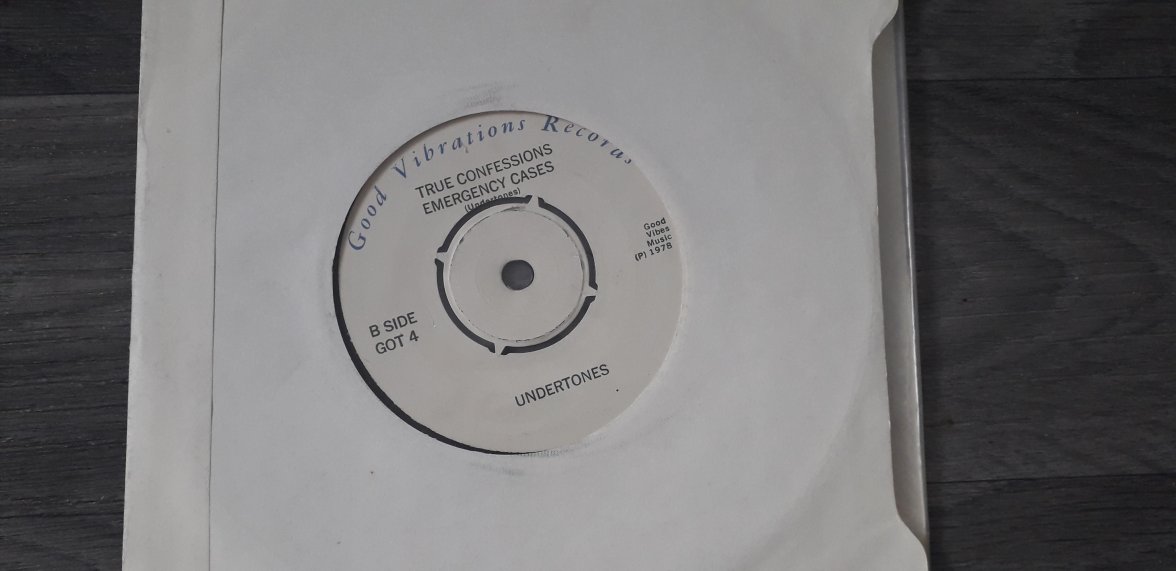 Good Vibrations Records
TRUE CONFESSIONS
EMERGENCY CASES
(Undertones)
Good
Vibes
Music
(P) 1978
B SIDE
GOT 4
UNDERTONES